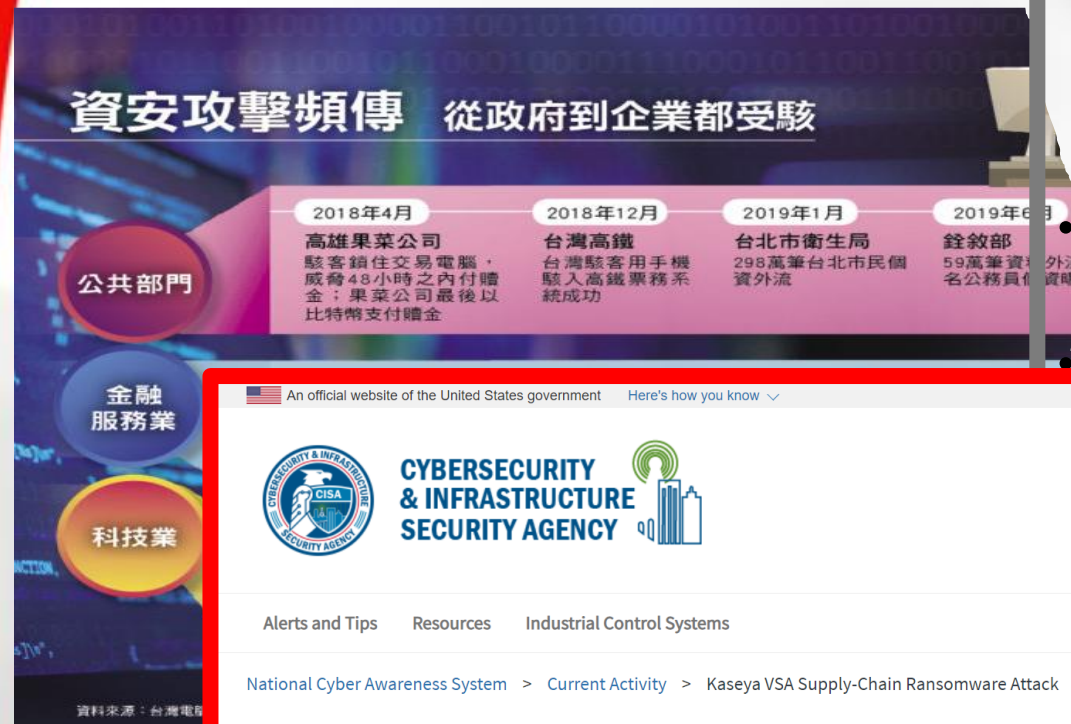 資安攻擊頻傳 從政府到企業都受駭
公共部門
2018年4月
高雄果菜公司
駭客鎖住交易電腦，
威脅48小時之內付贖
金；果菜公司最後以
比特幣支付贖金
2018年12月
台灣高鐵
台灣駭客用手機
駭入高鐵票務系
統成功
2019年1月
台北市衛生局
298萬筆台北市民個
資外流
2019年6月
銓敘部
59萬筆資
名公務員
金融
服務業
科技業
資料來源：台灣電腦
An official website of the United States government Here's how you know
CYBERSECURITY & INFRASTRUCTURE
SECURITY AGENCY
CISA
CYBERSECURITY
& INFRASTRUCTURE
SECURITY AGENCY
Alerts and Tips Resources Industrial Control Systems
National Cyber Awareness System > Current Activity > Kaseya VSA Supply-Chain Ransomware Attack